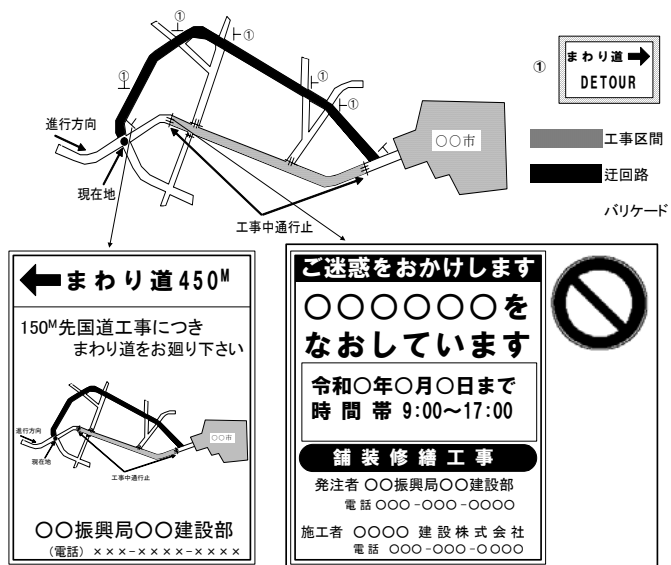 ①
①
①
①
①
進行方向
現在地
工事中通行止
〇〇市
①
まわり道
DETOUR
工事区間
迂回路
バリケード
まわり道450M
150M先国道工事につき
まわり道をお廻り下さい
進行方向
現在地
工事中通行止
〇〇市
〇〇振興局〇〇建設部
(電話) ×××-××××-××××
ご迷惑をおかけします
〇〇〇〇〇〇を
なおしています
令和〇年〇月〇日まで
時間帯 9:00〜17:00
舗装修繕工事
発注者 〇〇振興局〇〇建設部
電話 〇〇〇-〇〇〇-〇〇〇〇
施工者 〇〇〇〇 建設株式会社
電話 〇〇〇-〇〇〇-〇〇〇〇